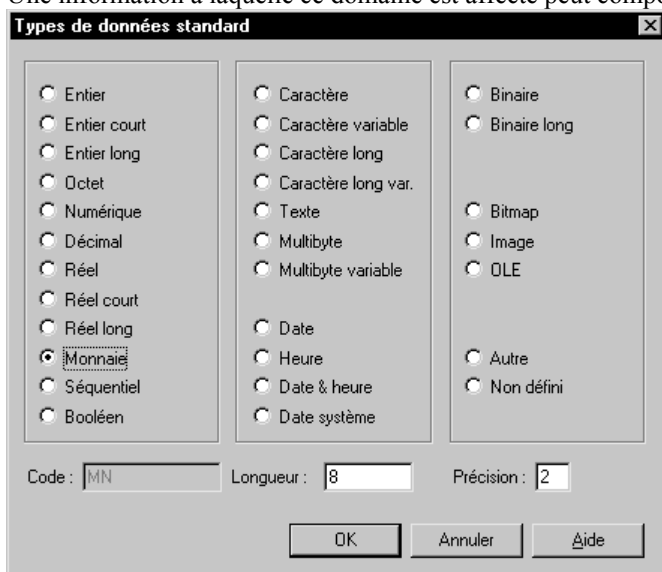 Une information à laquelle ce domaine est affecté peut
Types de données standard
Entier
Entier court
Entier long
Octet
Numérique
Décimal
Réel
Réel court
Réel long
Monnaie
Séquentiel
Booléen
Caractère
Caractère variable
Caractère long
Caractère long var.
Texte
Multibyte
Multibyte variable
Date
Heure
Date & heure
Date système
Binaire
Binaire long
Bitmap
Image
OLE
Autre
Non défini
Code : MN Longueur : 8 Précision : 2
OK Annuler Aide